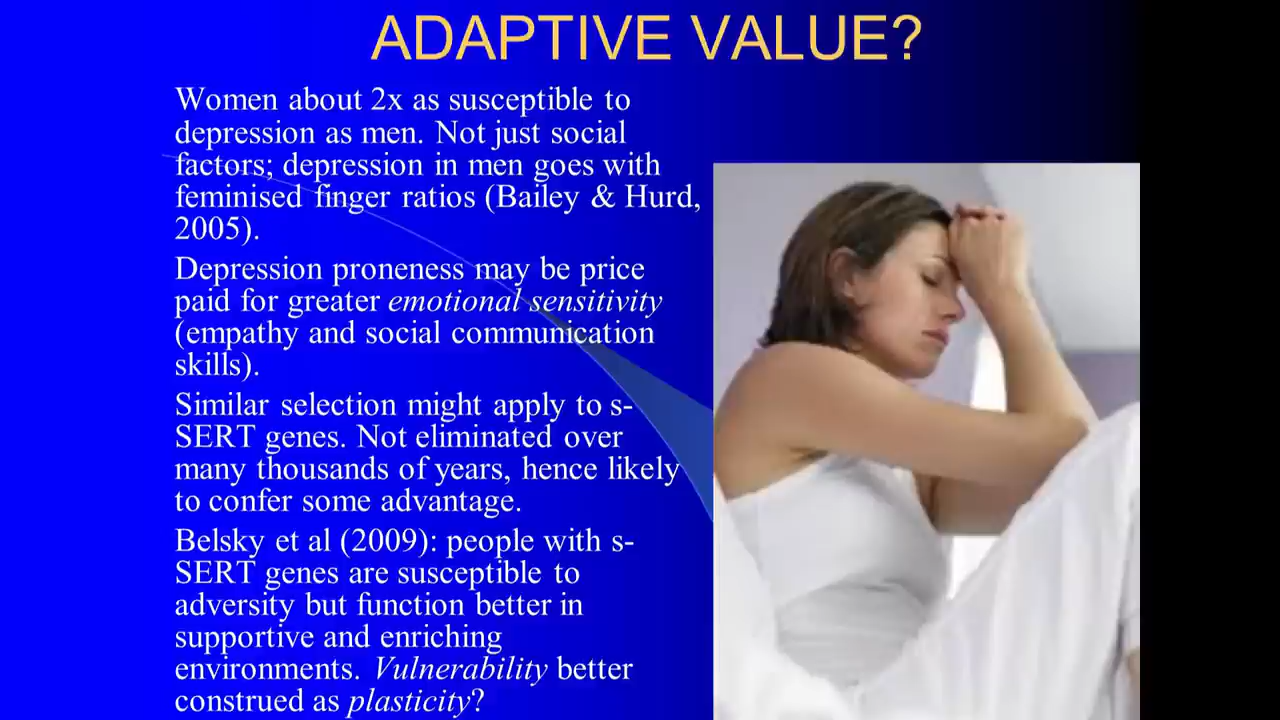 ADAPTIVE VALUE?
Women about 2x as susceptible to
depression as men. Not just social
factors; depression in men goes with
feminised finger ratios (Bailey & Hurd,
2005).
Depression proneness may be price
paid for greater emotional sensitivity
(empathy and social communication
skills).
Similar selection might apply to s-
SERT genes. Not eliminated over
many thousands of years, hence likely
to confer some advantage.
Belsky et al (2009): people with s-
SERT genes are susceptible to
adversity but function better in
supportive and enriching
environments. Vulnerability better
construed as plasticity?